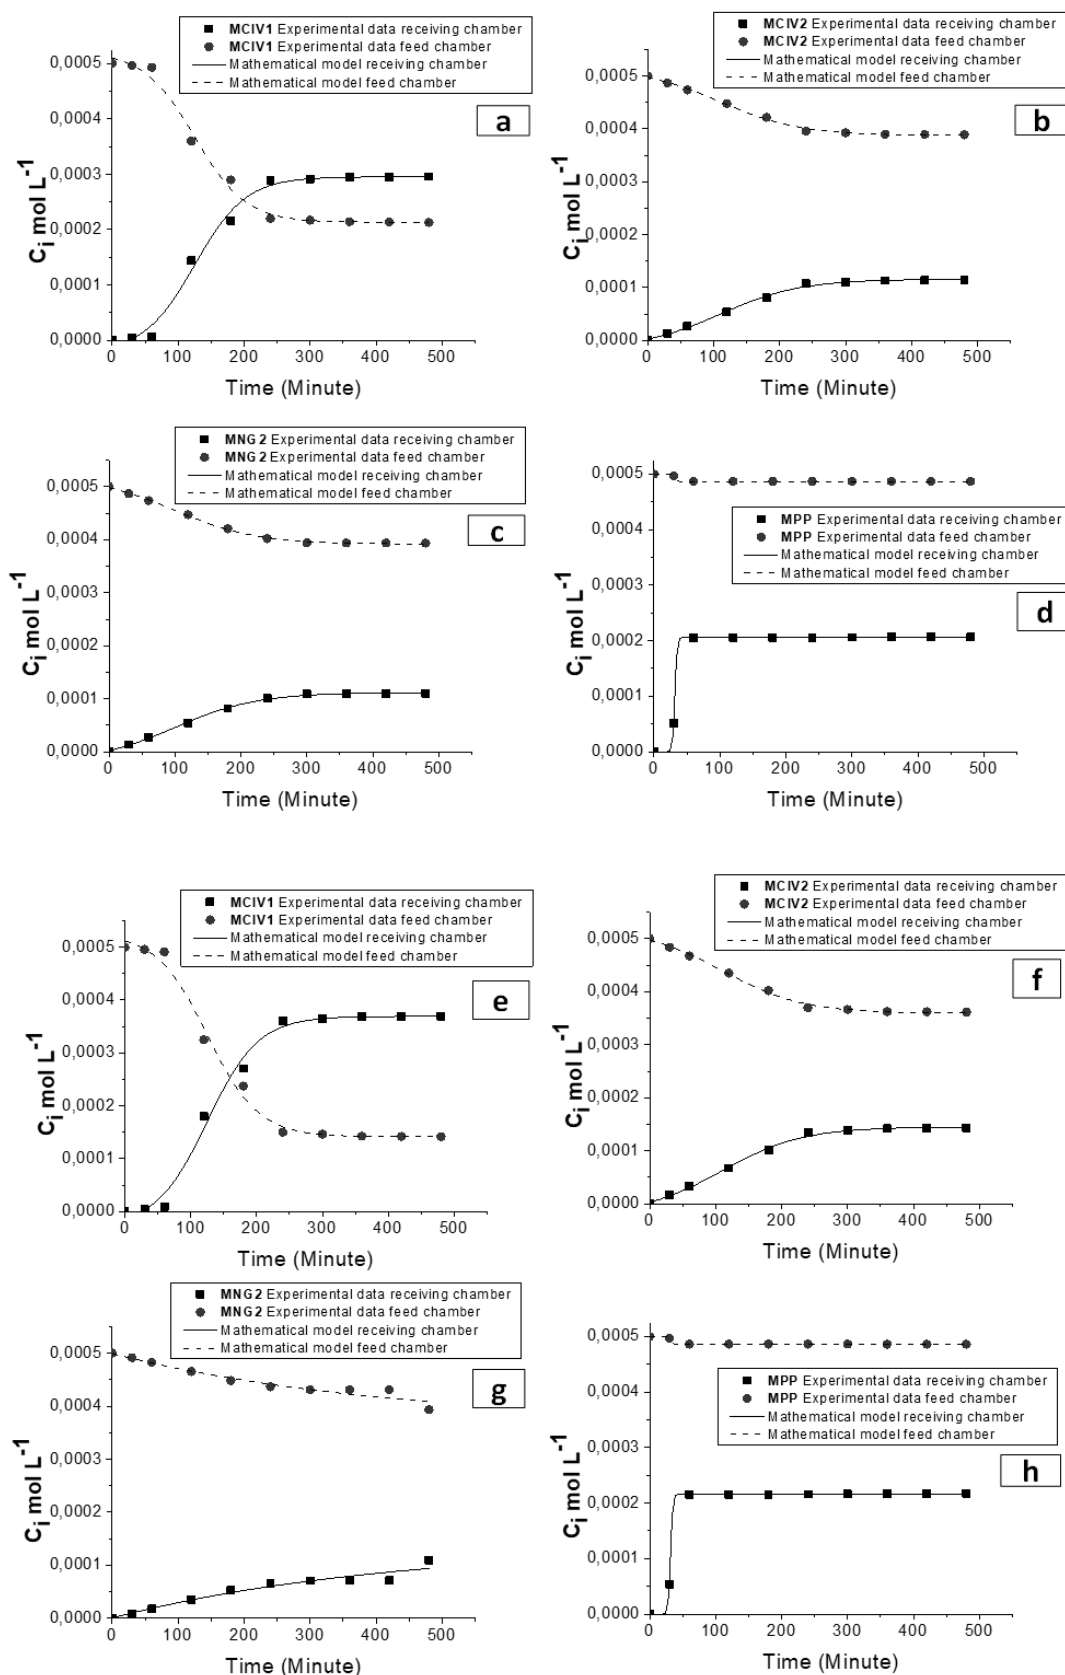 MCIV1 Experimental data receiving chamber
MCIV1 Experimental data feed chamber
Mathematical model receiving chamber
Mathematical model feed chamber
a
0,0005
0,0004
0,0003
0,0002
0,0001
0,0000
Ci mol L-1
0 100 200 300 400 500
Time (Minute)
MCIV2 Experimental data receiving chamber
MCIV2 Experimental data feed chamber
Mathematical model receiving chamber
Mathematical model feed chamber
b
0,0005
0,0004
0,0003
0,0002
0,0001
0,0000
Ci mol L-1
0 100 200 300 400 500
Time (Minute)
MNG2 Experimental data receiving chamber
MNG2 Experimental data feed chamber
Mathematical model receiving chamber
Mathematical model feed chamber
c
0,0005
0,0004
0,0003
0,0002
0,0001
0,0000
Ci mol L-1
0 100 200 300 400 500
Time (Minute)
MPP Experimental data receiving chamber
MPP Experimental data feed chamber
Mathematical model receiving chamber
Mathematical model feed chamber
d
0,0005
0,0004
0,0003
0,0002
0,0001
0,0000
Ci mol L-1
0 100 200 300 400 500
Time (Minute)
MCIV1 Experimental data receiving chamber
MCIV1 Experimental data feed chamber
Mathematical model receiving chamber
Mathematical model feed chamber
e
0,0005
0,0004
0,0003
0,0002
0,0001
0,0000
Ci mol L-1
0 100 200 300 400 500
Time (Minute)
MCIV2 Experimental data receiving chamber
MCIV2 Experimental data feed chamber
Mathematical model receiving chamber
Mathematical model feed chamber
f
0,0005
0,0004
0,0003
0,0002
0,0001
0,0000
Ci mol L-1
0 100 200 300 400 500
Time (Minute)
MNG2 Experimental data receiving chamber
MNG2 Experimental data feed chamber
Mathematical model receiving chamber
Mathematical model feed chamber
g
0,0005
0,0004
0,0003
0,0002
0,0001
0,0000
Ci mol L-1
0 100 200 300 400 500
Time (Minute)
MPP Experimental data receiving chamber
MPP Experimental data feed chamber
Mathematical model receiving chamber
Mathematical model feed chamber
h
0,0005
0,0004
0,0003
0,0002
0,0001
0,0000
Ci mol L-1
0 100 200 300 400 500
Time (Minute)